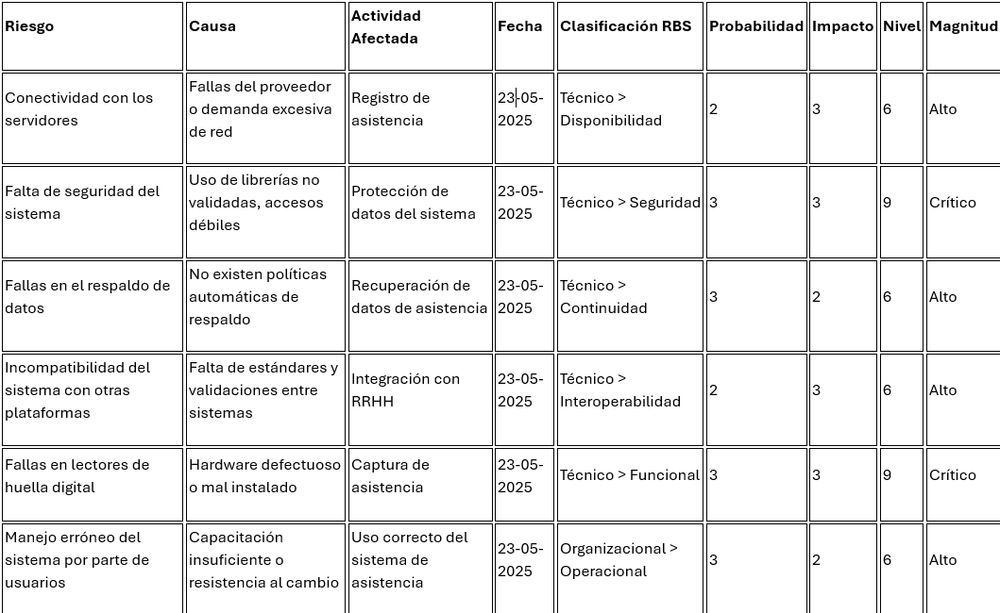 Riesgo
Causa
Actividad
Afectada
Fecha
Clasificación RBS
Probabilidad
Impacto
Nivel
Magnitud
Conectividad con los
servidores
Fallas del proveedor
o demanda excesiva
de red
Registro de
asistencia
23-05-
2025
Técnico >
Disponibilidad
2
3
6
Alto
Falta de seguridad del
sistema
Uso de librerías no
validadas, accesos
débiles
Protección de
datos del sistema
23-05-
2025
Técnico > Seguridad
3
3
9
Crítico
Fallas en el respaldo de
datos
No existen políticas
automáticas de
respaldo
Recuperación de
datos de asistencia
23-05-
2025
Técnico >
Continuidad
3
2
6
Alto
Incompatibilidad del
sistema con otras
plataformas
Falta de estándares y
validaciones entre
sistemas
Integración con
RRHH
23-05-
2025
Técnico >
Interoperabilidad
2
3
6
Alto
Fallas en lectores de
huella digital
Hardware defectuoso
o mal instalado
Captura de
asistencia
23-05-
2025
Técnico > Funcional
3
3
9
Crítico
Manejo erróneo del
sistema por parte de
usuarios
Capacitación
insuficiente o
resistencia al cambio
Uso correcto del
sistema de
asistencia
23-05-
2025
Organizacional >
Operacional
3
2
6
Alto